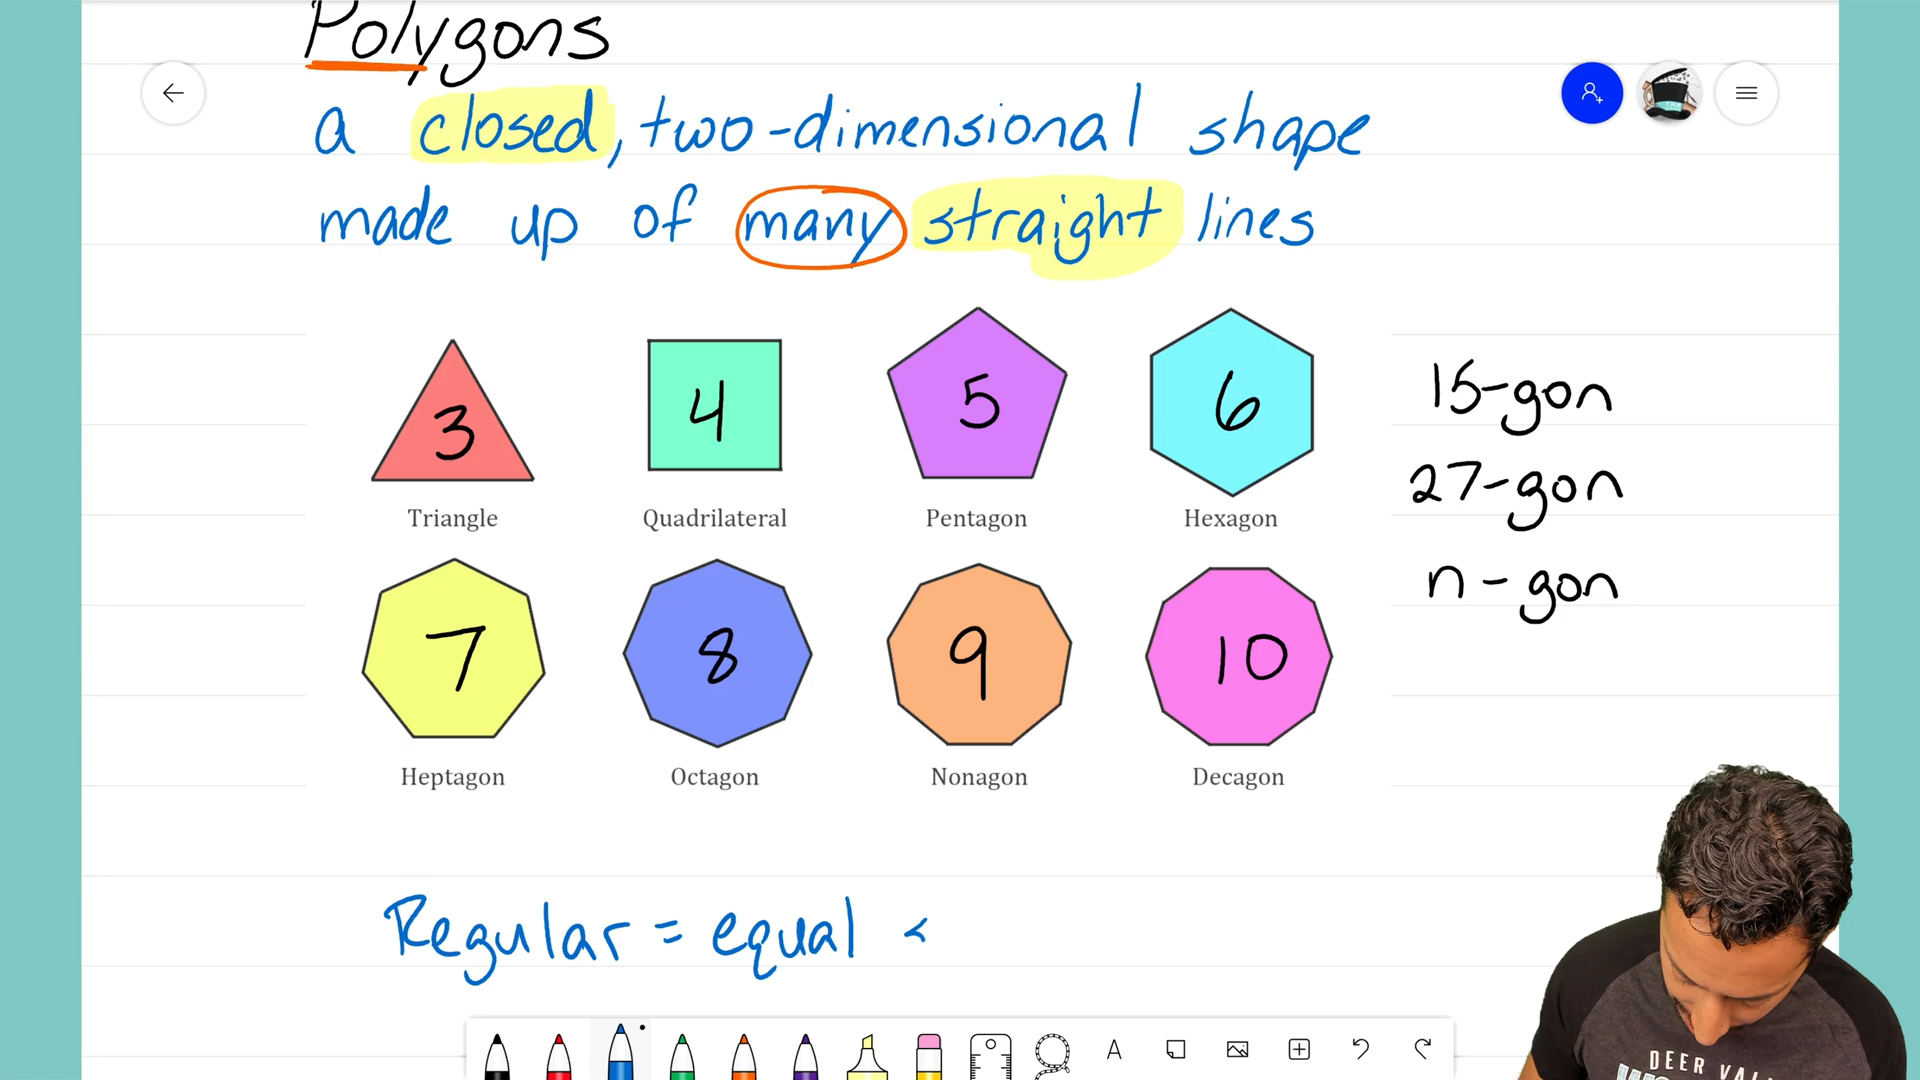 Polygons
a closed, two-dimensional shape
made up of many straight lines
3 4 5 6
15-gon
27-gon
Triangle Quadrilateral Pentagon Hexagon
n-gon
7 8 9 10
Heptagon Octagon Nonagon Decagon
Regular = equal
A
DEER VAL